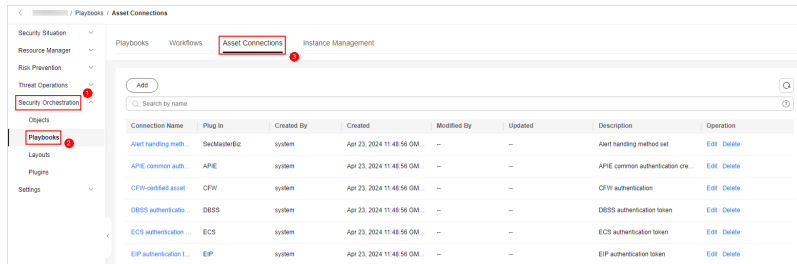 / Playbooks / Asset Connections
Security Situation
Resource Manager
Risk Prevention
Threat Operations
1
Security Orchestration
Objects
Playbooks
2
Layouts
Plugins
Settings
Playbooks Workflows Asset Connections Instance Management
3
Add
Search by name
Connection Name Plug In Created By Created Modified By Updated Description Operation
Alert handling meth... SecMasterBiz system Apr 23, 2024 11:48:56 GM... -- -- Alert handling method set Edit Delete
APIE common auth... APIE system Apr 23, 2024 11:48:56 GM... -- -- APIE common authentication cre... Edit Delete
CFW-certified asset CFW system Apr 23, 2024 11:48:56 GM... -- -- CFW authentication Edit Delete
DBSS authenticatio... DBSS system Apr 23, 2024 11:48:56 GM... -- -- DBSS authentication token Edit Delete
ECS authentication ... ECS system Apr 23, 2024 11:48:56 GM... -- -- ECS authentication token Edit Delete
EIP authentication t... EIP system Apr 23, 2024 11:48:56 GM... -- -- EIP authentication token Edit Delete